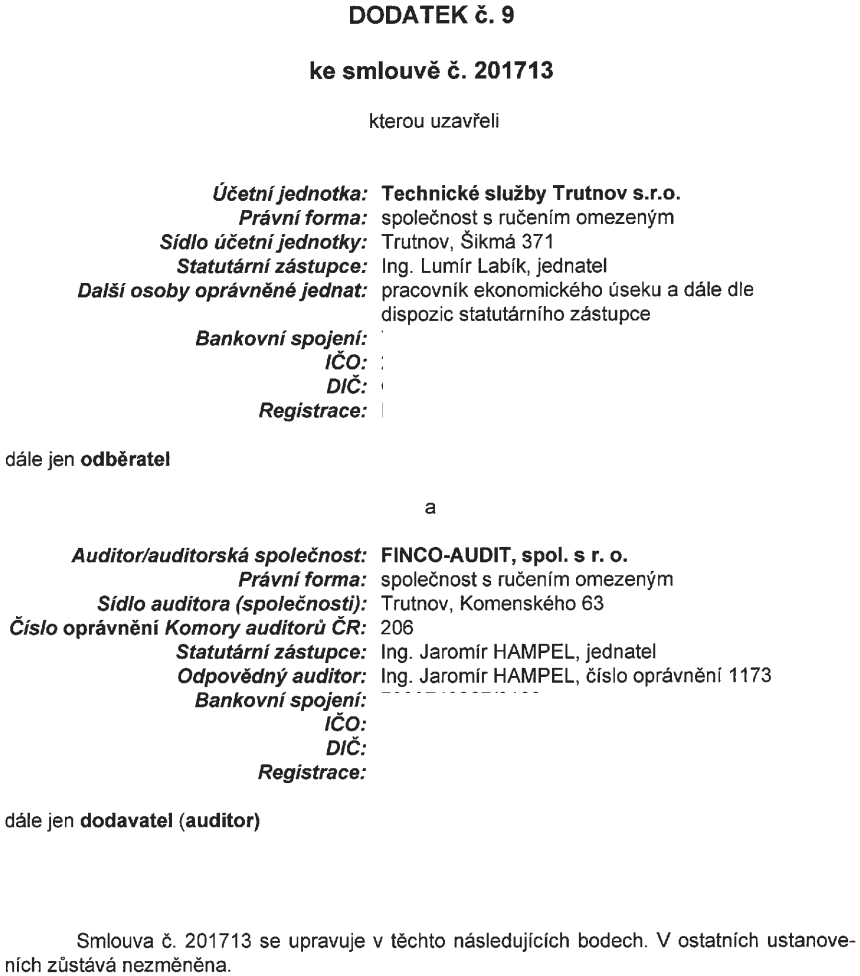 DODATEK č. 9
ke smlouvě č. 201713
kterou uzavřeli
Účetní jednotka: Technické služby Trutnov s.r.o.
Právní forma: společnost s ručením omezeným
Sídlo účetní jednotky: Trutnov, Šikmá 371
Statutární zástupce: Ing. Lumír Labík, jednatel
Další osoby oprávněné jednat: pracovník ekonomického úseku a dále dle
dispozic statutárního zástupce
Bankovní spojení:
IČO:
DIČ:
Registrace:
dále jen odběratel
a
Auditor/auditorská společnost: FINCO-AUDIT, spol. s r. o.
Právní forma: společnost s ručením omezeným
Sídlo auditora (společnosti): Trutnov, Komenského 63
Číslo oprávnění Komory auditorů ČR: 206
Statutární zástupce: Ing. Jaromír HAMPEL, jednatel
Odpovědný auditor: Ing. Jaromír HAMPEL, číslo oprávnění 1173
Bankovní spojení:
IČO:
DIČ:
Registrace:
dále jen dodavatel (auditor)
Smlouva č. 201713 se upravuje v těchto následujících bodech. V ostatních ustanove-
ních zůstává nezměněna.